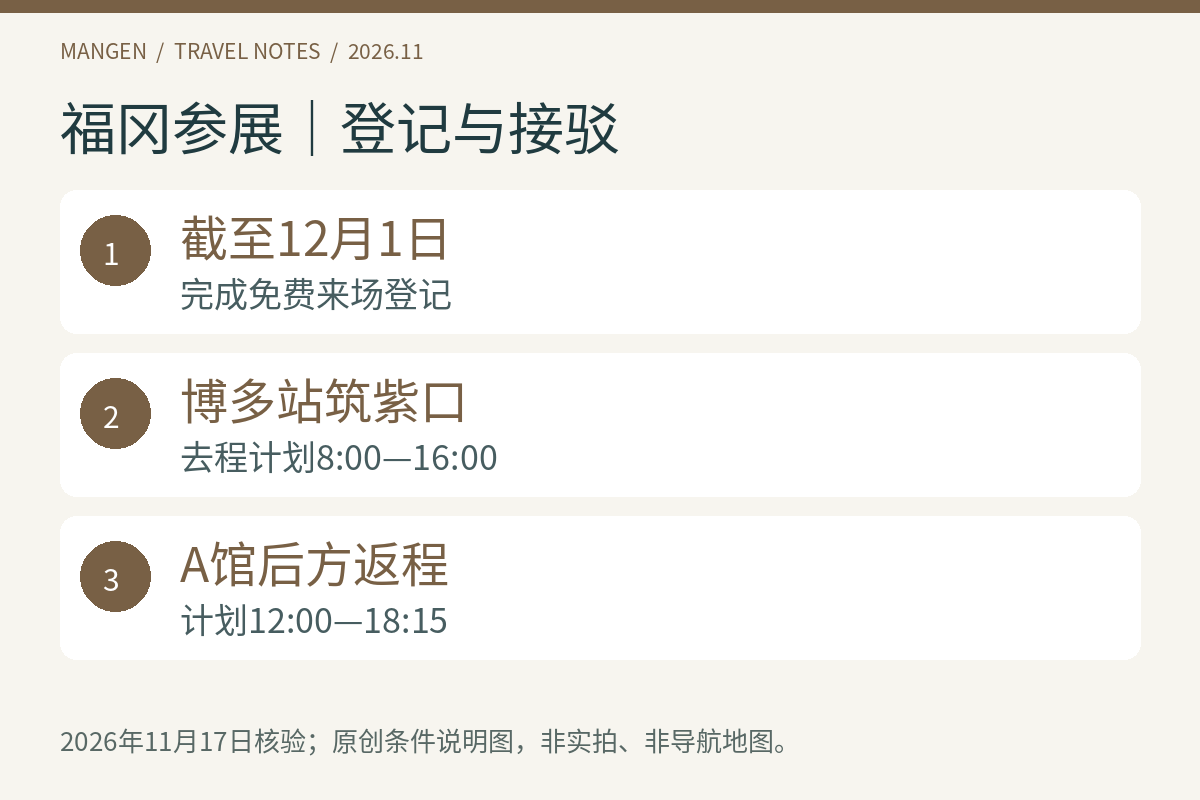 MANGEN / TRAVEL NOTES / 2026.11
福冈参展｜登记与接驳
1
截至12月1日
完成免费来场登记
2
博多站筑紫口
去程计划8:00—16:00
3
A馆后方返程
计划12:00—18:15
2026年11月17日核验；原创条件说明图，非实拍、非导航地图。